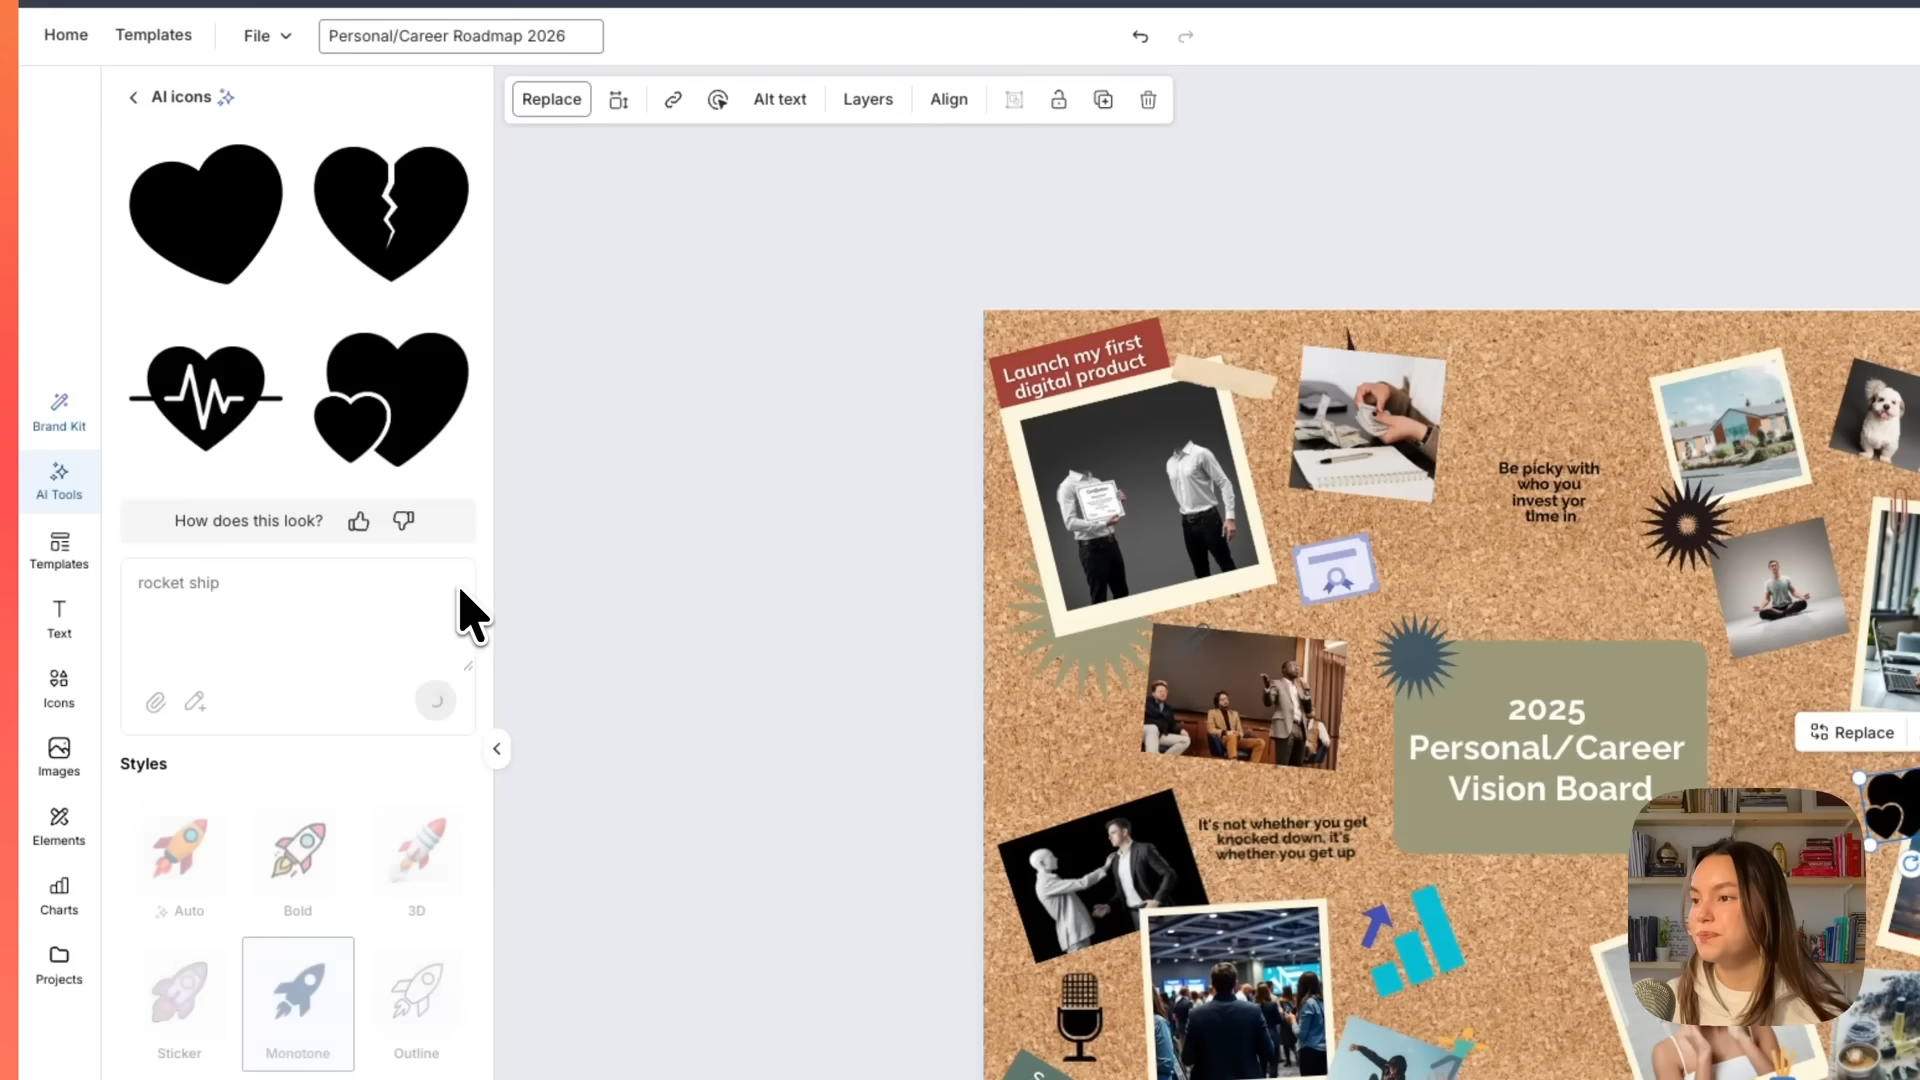 Home
Templates
File
Personal/Career Roadmap 2026
AI icons
Replace
Alt text
Layers
Align
Brand Kit
AI Tools
Templates
Text
Icons
Images
Elements
Charts
Projects
How does this look?
rocket ship
Styles
Auto
Bold
3D
Sticker
Monotone
Outline
Launch my first
digital product
Be picky with
who you
invest yor
time in
2025
Personal/Career
Vision Board
Replace
It's not whether you get
knocked down, it's
whether you get up